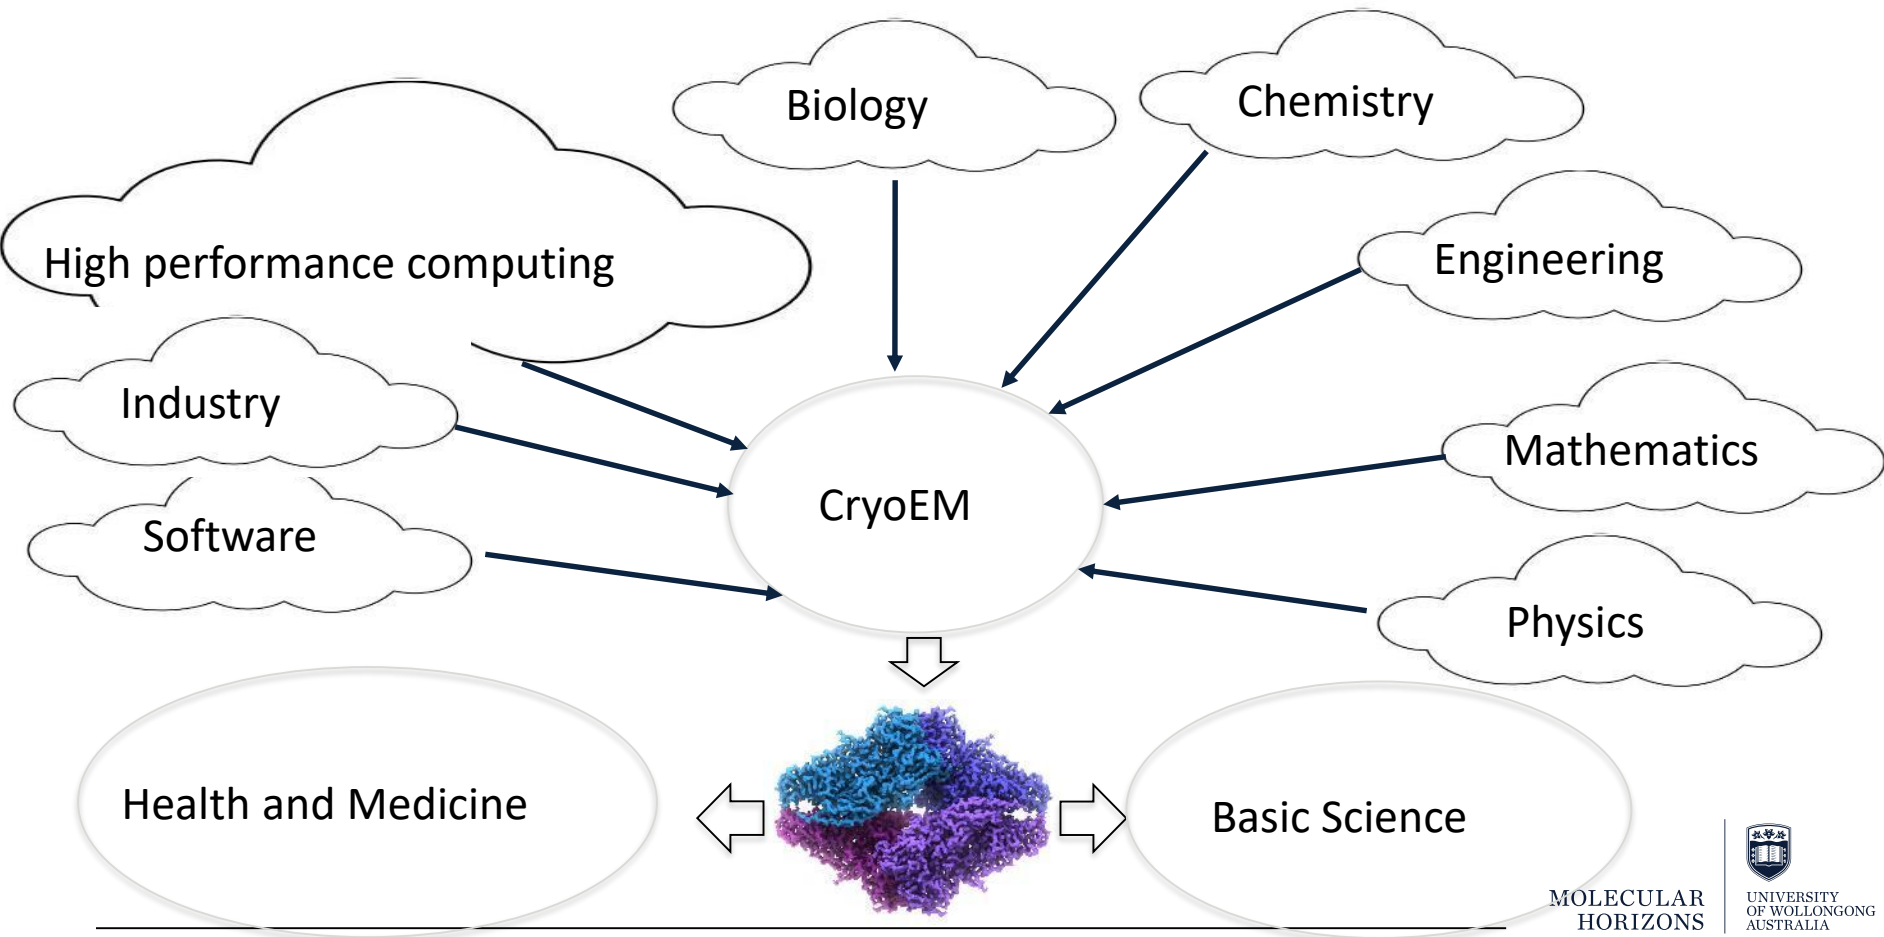 Biology
Chemistry
High performance computing
Engineering
Industry
Mathematics
Software
CryoEM
Physics
Health and Medicine
Basic Science
MOLECULAR
HORIZONS
UNIVERSITY
OF WOLLONGONG
AUSTRALIA